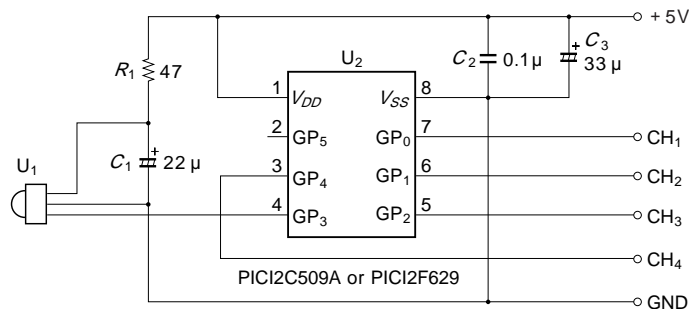 +5V
R1 47
U2
C2 0.1µ
C3 33µ
+
1 VDD VSS 8
2 GP5 GP0 7 CH1
U1
C1 22µ
+
3 GP4 GP1 6 CH2
4 GP3 GP2 5 CH3
CH4
PICI2C509A or PICI2F629
GND